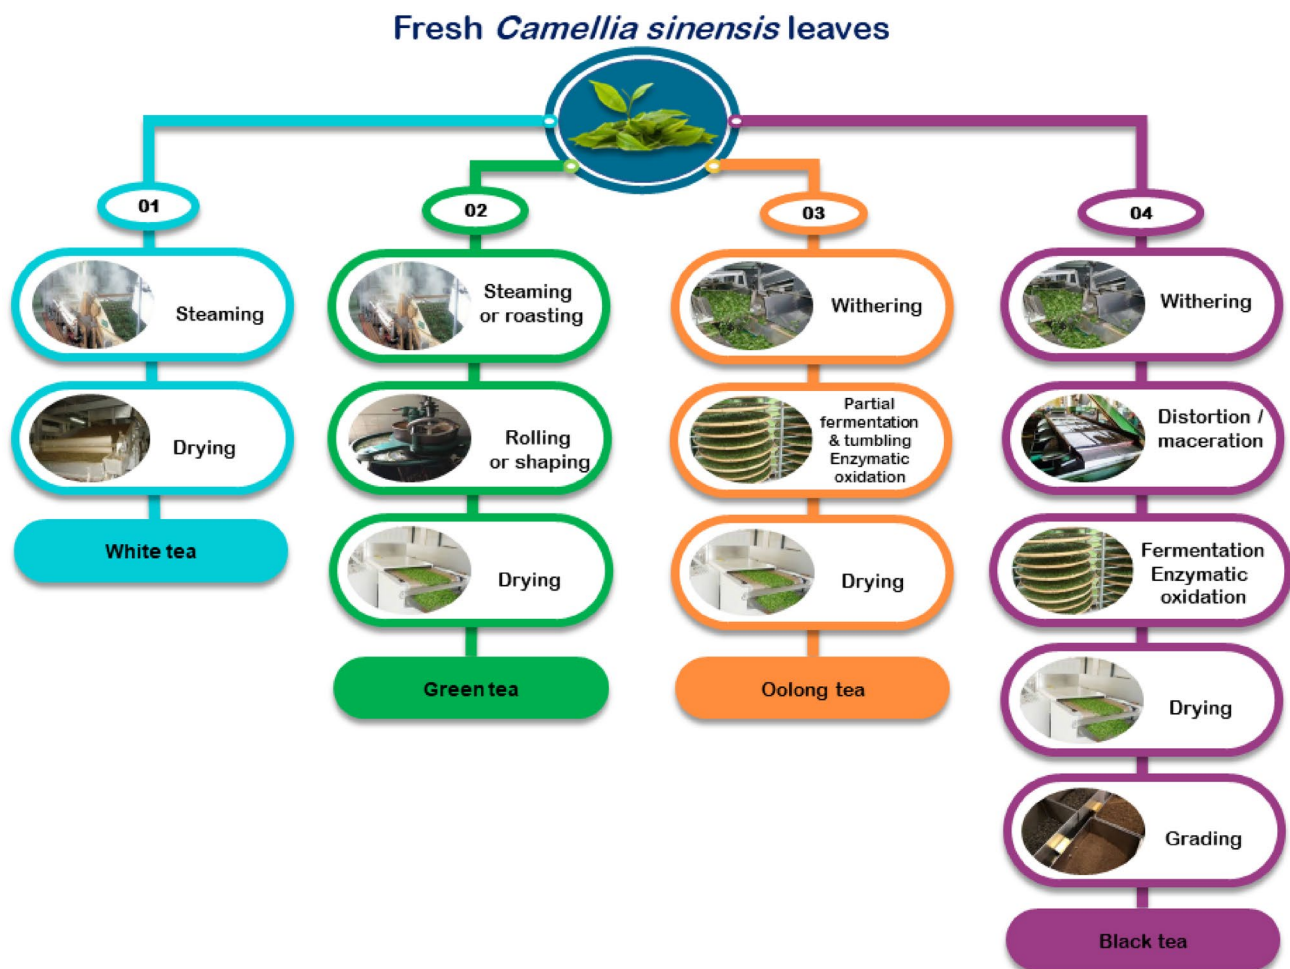 Fresh Camellia sinensis leaves
01
Steaming
Drying
White tea
02
Steaming
or roasting
Rolling
or shaping
Drying
Green tea
03
Withering
Partial
fermentation
& tumbling
Enzymatic
oxidation
Drying
Oolong tea
04
Withering
Distortion /
maceration
Fermentation
Enzymatic
oxidation
Drying
Grading
Black tea